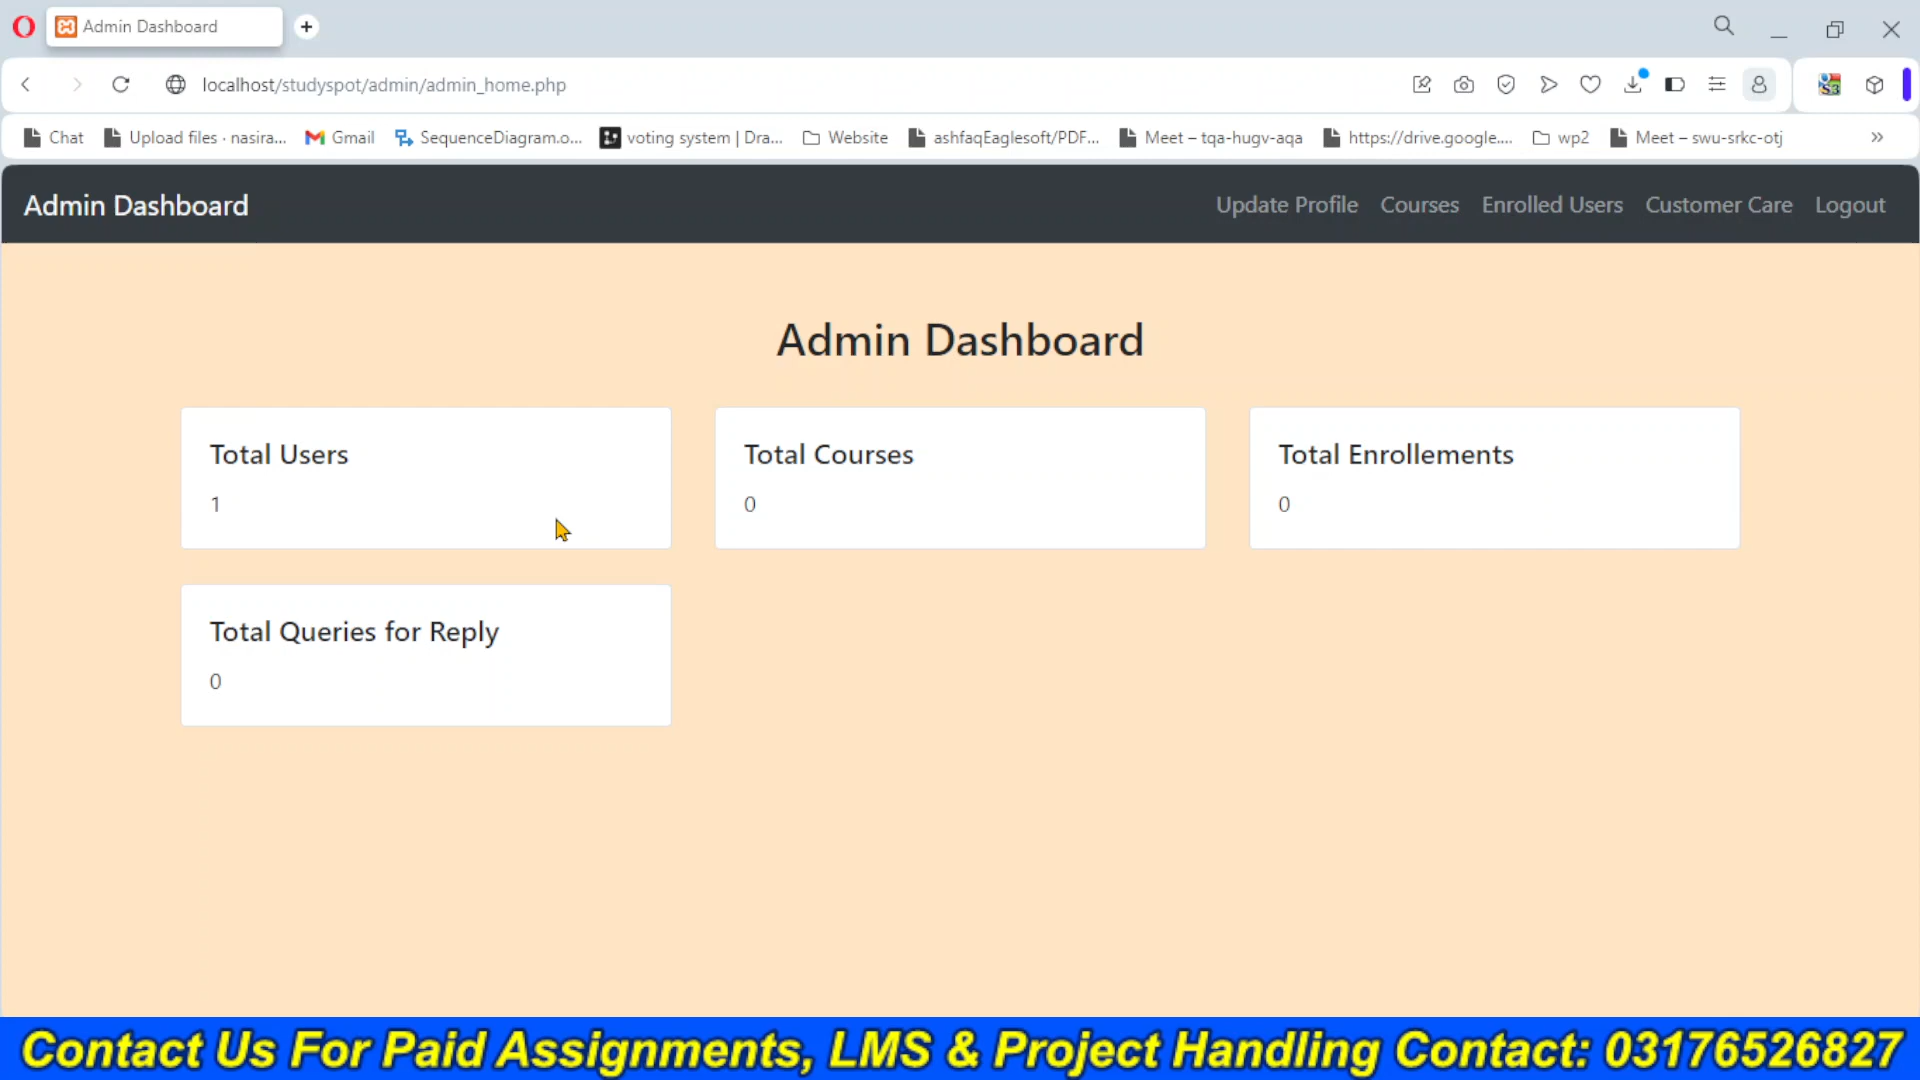 Admin Dashboard
localhost/studyspot/admin/admin_home.php
Chat Upload files · nasira... Gmail SequenceDiagram.o... voting system | Dra... Website ashfaqEaglesoft/PDF... Meet – tqa-hugv-aqa https://drive.google.... wp2 Meet – swu-srkc-otj »
Admin Dashboard Update Profile Courses Enrolled Users Customer Care Logout
Admin Dashboard
Total Users
1
Total Courses
0
Total Enrollements
0
Total Queries for Reply
0
Contact Us For Paid Assignments, LMS & Project Handling Contact: 03176526827